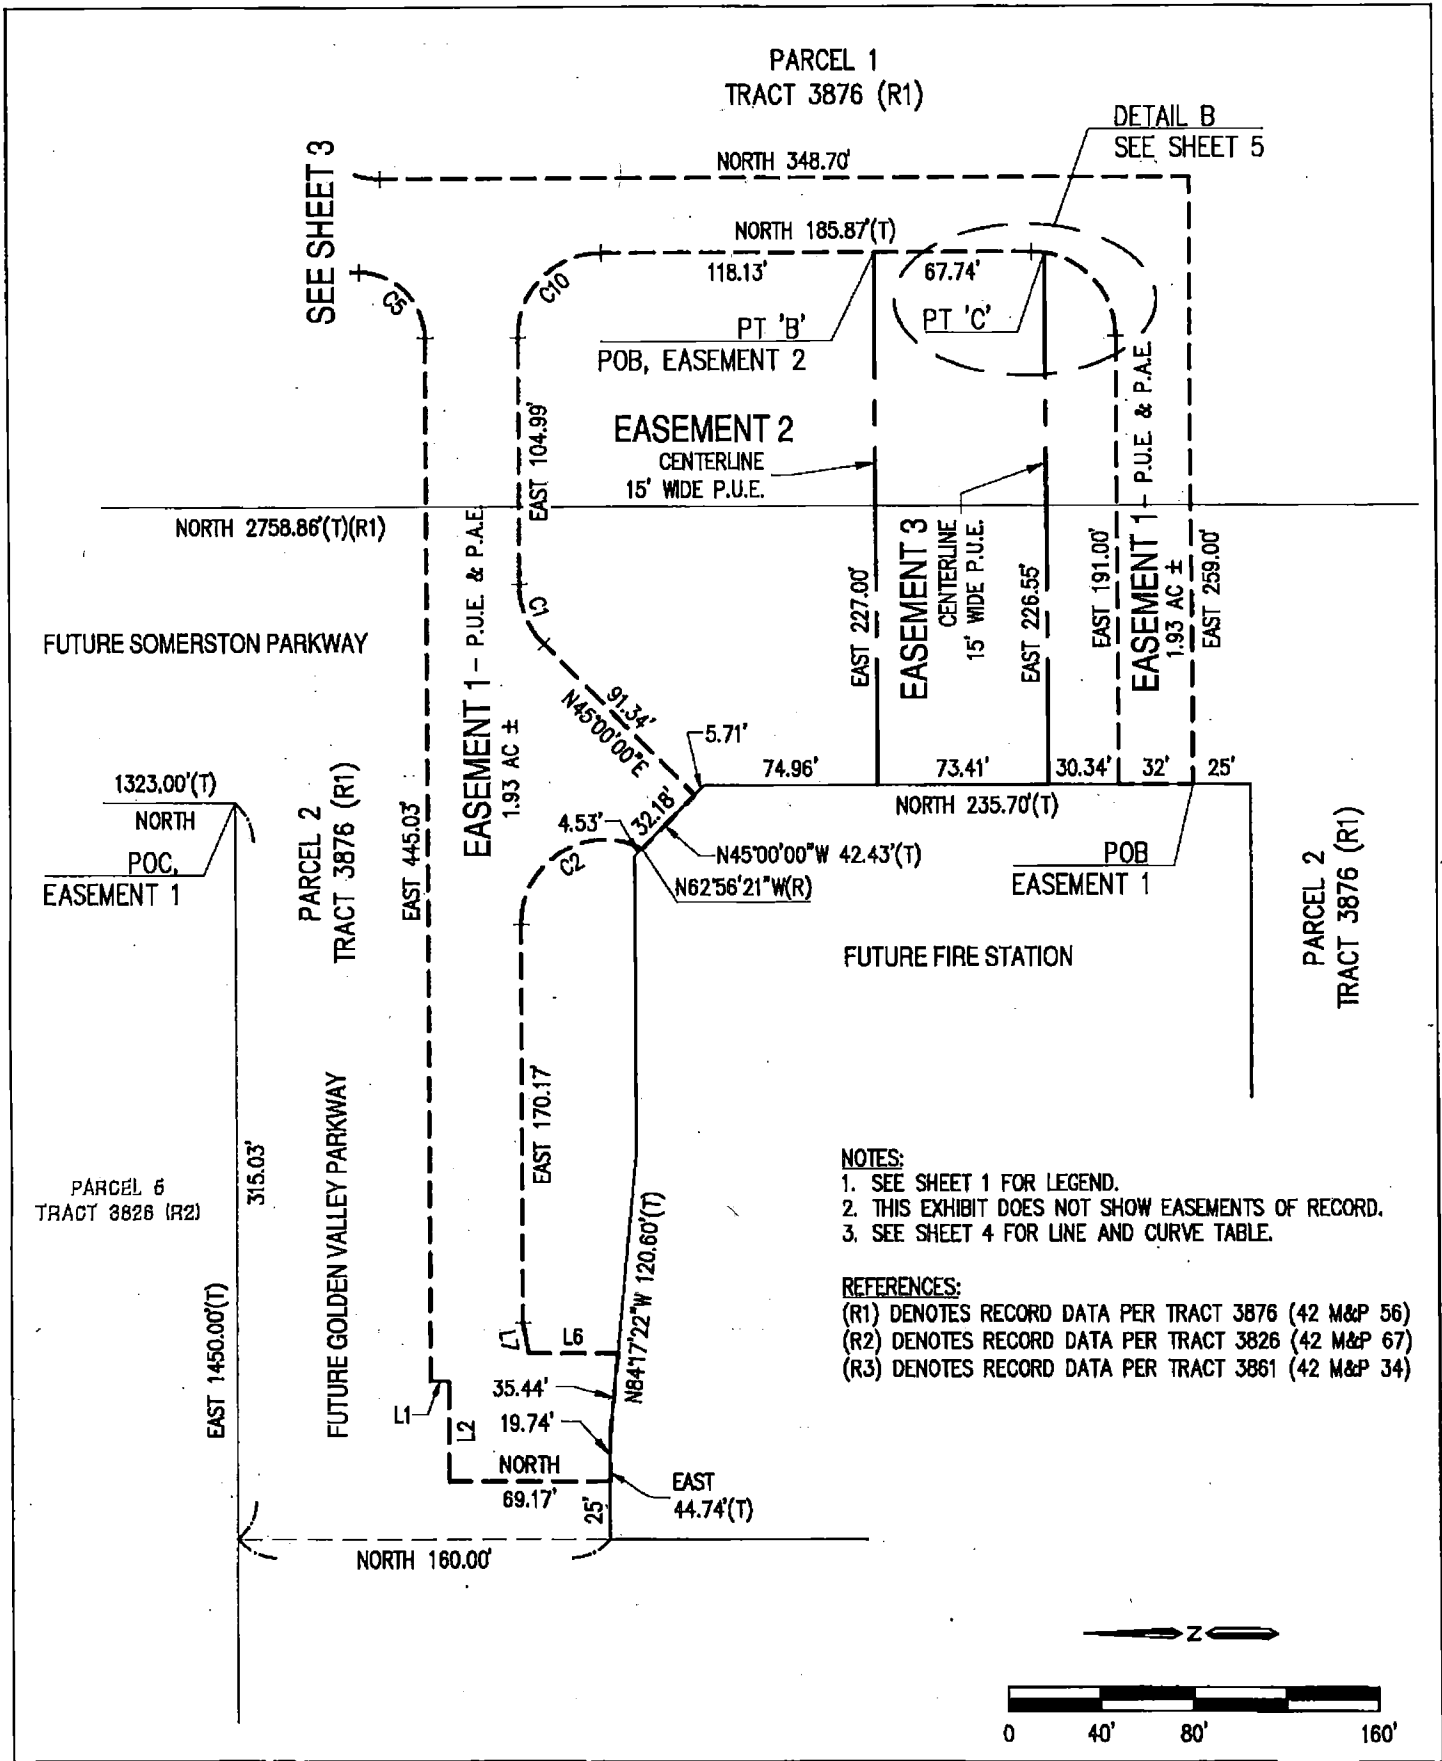 PARCEL 1
TRACT 3876 (R1)
DETAIL B
SEE SHEET 5
SEE SHEET 3
NORTH 348.70'
NORTH 185.87'(T)
118.13'
67.74'
C5
C10
PT 'B'
POB, EASEMENT 2
PT 'C'
EASEMENT 2
CENTERLINE
15' WIDE P.U.E.
EAST 104.99'
NORTH 2758.86'(T)(R1)
EASEMENT 1 - P.U.E. & P.A.E.
1.93 AC ±
C1
FUTURE SOMERSTON PARKWAY
EAST 227.00'
EASEMENT 3
CENTERLINE
15' WIDE P.U.E.
EAST 226.55'
EAST 191.00'
EASEMENT 1 - P.U.E. & P.A.E.
1.93 AC ±
EAST 259.00'
91.34'
N45°00'00"E
5.71'
74.96'
73.41'
30.34'
32'
25'
NORTH 235.70'(T)
1323.00'(T)
NORTH
POC,
EASEMENT 1
PARCEL 2
TRACT 3876 (R1)
EAST 445.03'
4.53'
32.18'
C2
N45°00'00"W 42.43'(T)
N62°56'21"W(R)
POB
EASEMENT 1
PARCEL 2
TRACT 3876 (R1)
FUTURE FIRE STATION
EAST 170.17'
FUTURE GOLDEN VALLEY PARKWAY
315.03'
PARCEL 6
TRACT 3826 (R2)
EAST 1450.00'(T)
N84°17'22"W 120.60'(T)
NOTES:
1. SEE SHEET 1 FOR LEGEND.
2. THIS EXHIBIT DOES NOT SHOW EASEMENTS OF RECORD.
3. SEE SHEET 4 FOR LINE AND CURVE TABLE.
REFERENCES:
(R1) DENOTES RECORD DATA PER TRACT 3876 (42 M&P 56)
(R2) DENOTES RECORD DATA PER TRACT 3826 (42 M&P 67)
(R3) DENOTES RECORD DATA PER TRACT 3861 (42 M&P 34)
L7
L6
35.44'
L1
L2
19.74'
NORTH
69.17'
25'
EAST
44.74'(T)
NORTH 160.00'
N
0
40'
80'
160'